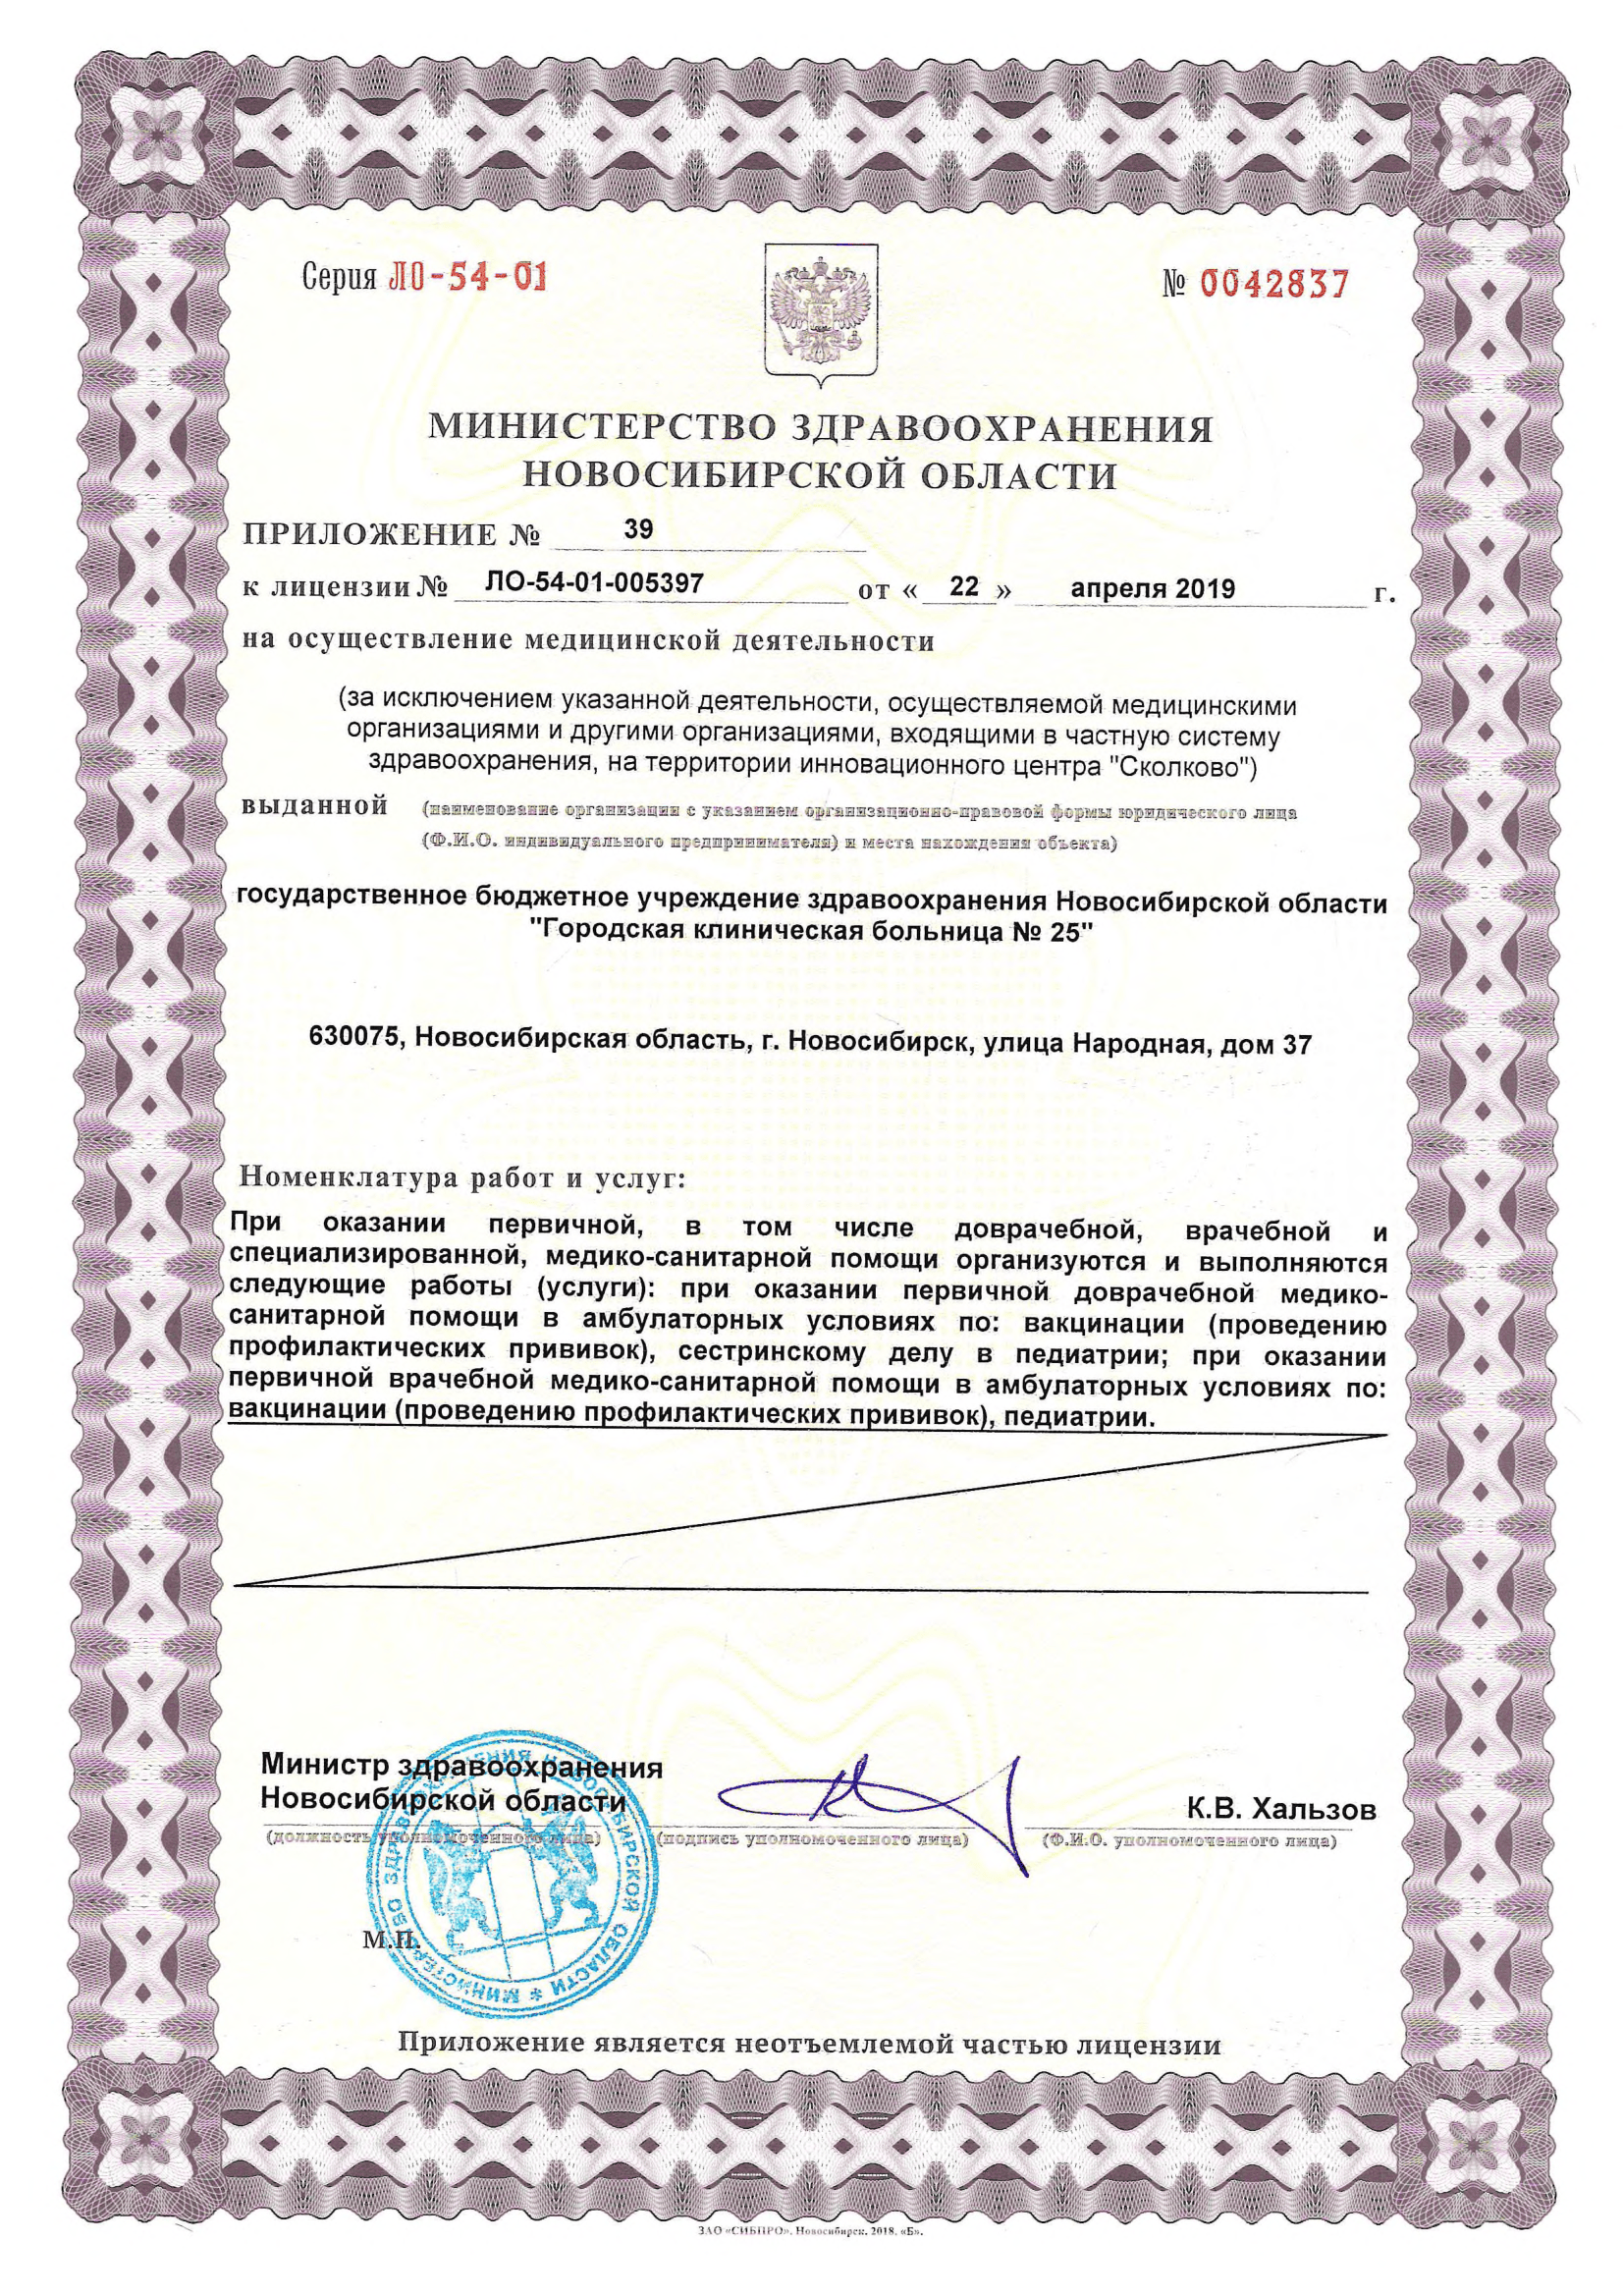 Серия ЛО-54-01
№ 0042837
МИНИСТЕРСТВО ЗДРАВООХРАНЕНИЯ
НОВОСИБИРСКОЙ ОБЛАСТИ
ПРИЛОЖЕНИЕ № 39
к лицензии № ЛО-54-01-005397 от « 22 » апреля 2019 г.
на осуществление медицинской деятельности
(за исключением указанной деятельности, осуществляемой медицинскими
организациями и другими организациями, входящими в частную систему
здравоохранения, на территории инновационного центра "Сколково")
выданной (наименование организации с указанием организационно-правовой формы юридического лица
(Ф.И.О. индивидуального предпринимателя) и места нахождения объекта)
государственное бюджетное учреждение здравоохранения Новосибирской области
"Городская клиническая больница № 25"
630075, Новосибирская область, г. Новосибирск, улица Народная, дом 37
Номенклатура работ и услуг:
При оказании первичной, в том числе доврачебной, врачебной и
специализированной, медико-санитарной помощи организуются и выполняются
следующие работы (услуги): при оказании первичной доврачебной медико-
санитарной помощи в амбулаторных условиях по: вакцинации (проведению
профилактических прививок), сестринскому делу в педиатрии; при оказании
первичной врачебной медико-санитарной помощи в амбулаторных условиях по:
вакцинации (проведению профилактических прививок), педиатрии.
Министр здравоохранения
Новосибирской области
К.В. Хальзов
(должность уполномоченного лица) (подпись уполномоченного лица) (Ф.И.О. уполномоченного лица)
МИНИСТЕРСТВО ЗДРАВООХРАНЕНИЯ НОВОСИБИРСКОЙ ОБЛАСТИ *
М.П.
Приложение является неотъемлемой частью лицензии
ЗАО «СИБПРО», Новосибирск, 2018, «Б».